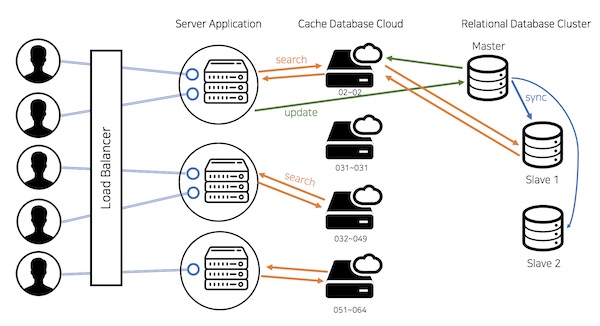 Server Application
Cache Database Cloud
Relational Database Cluster
Master
search
02~02
sync
update
Load Balancer
031~031
Slave 1
search
032~049
Slave 2
051~064